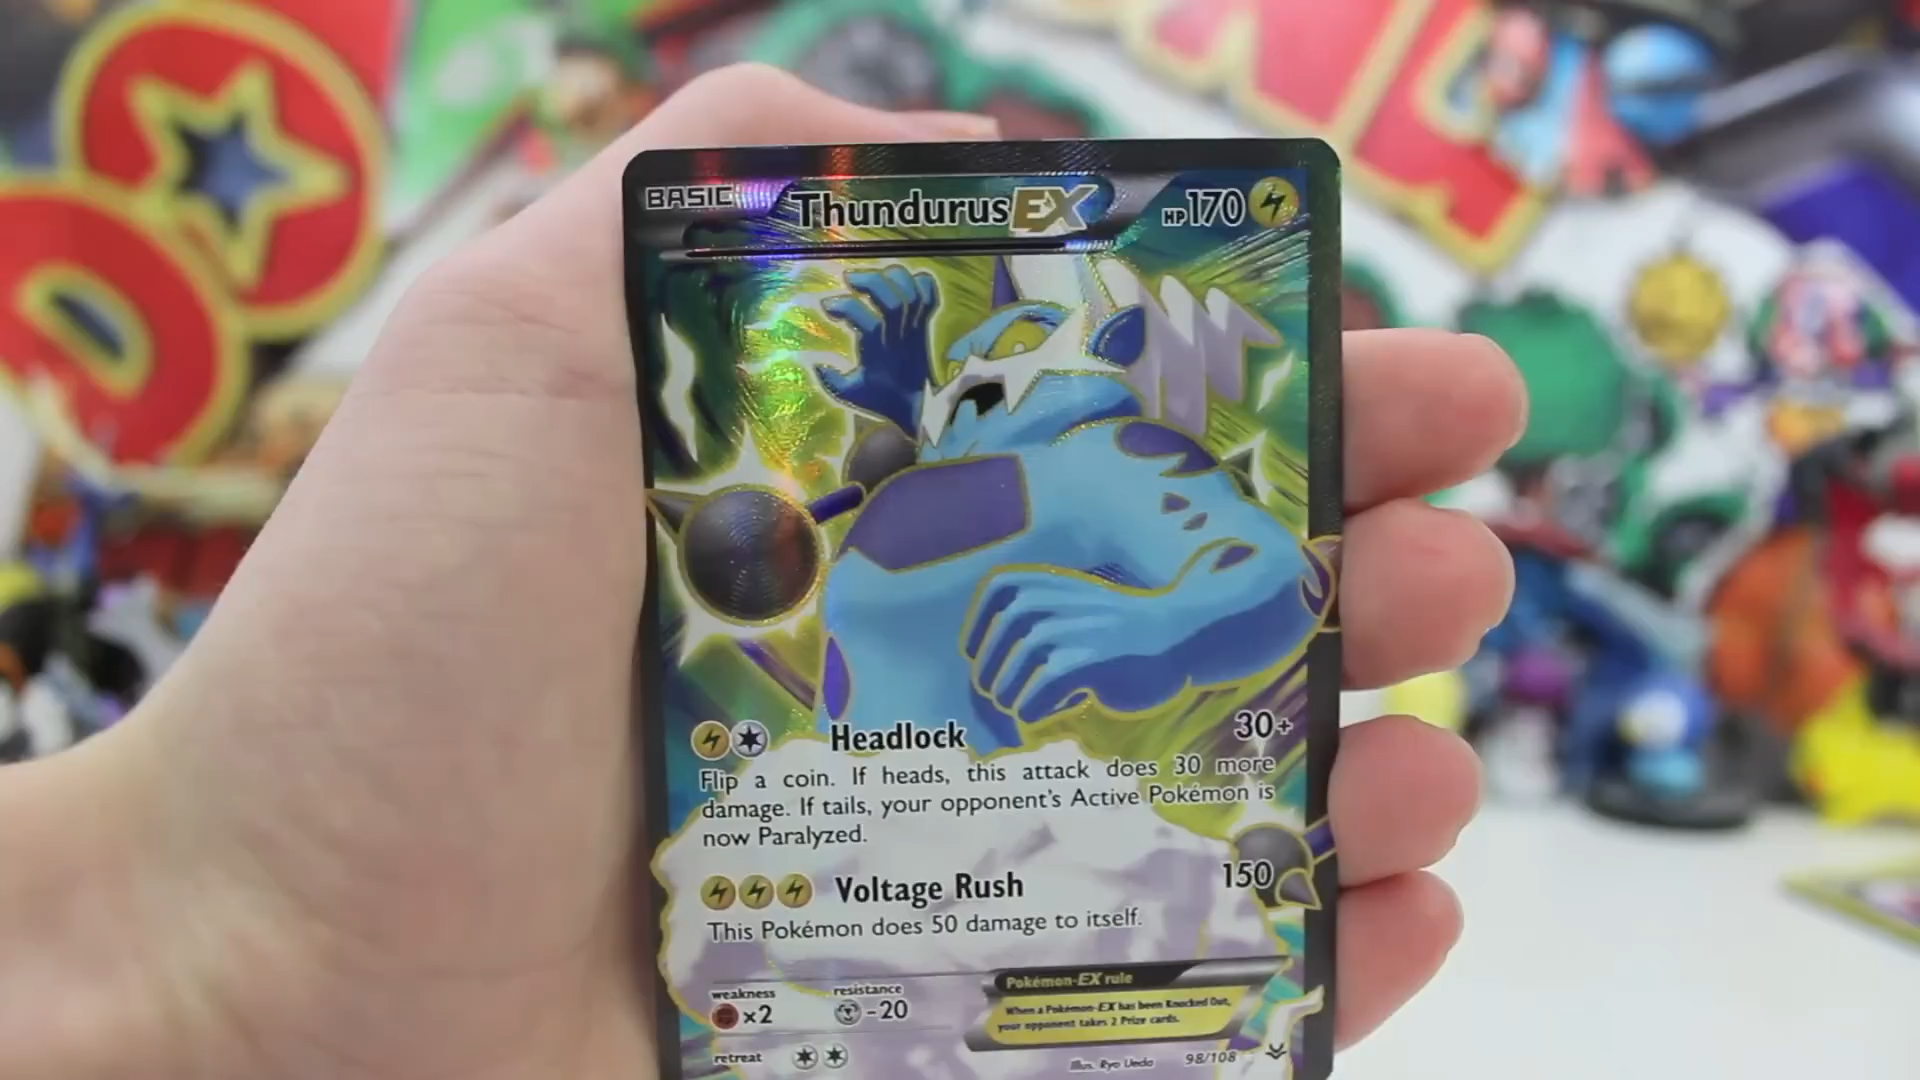 BASIC Thundurus EX HP170
Headlock 30+
Flip a coin. If heads, this attack does 30 more
damage. If tails, your opponent's Active Pokémon is
now Paralyzed.
Voltage Rush 150
This Pokémon does 50 damage to itself.
Pokémon-EX rule
When a Pokémon-EX has been Knocked Out,
your opponent takes 2 Prize cards.
weakness resistance
×2 -20
retreat
Illus. Ryo Ueda 98/108